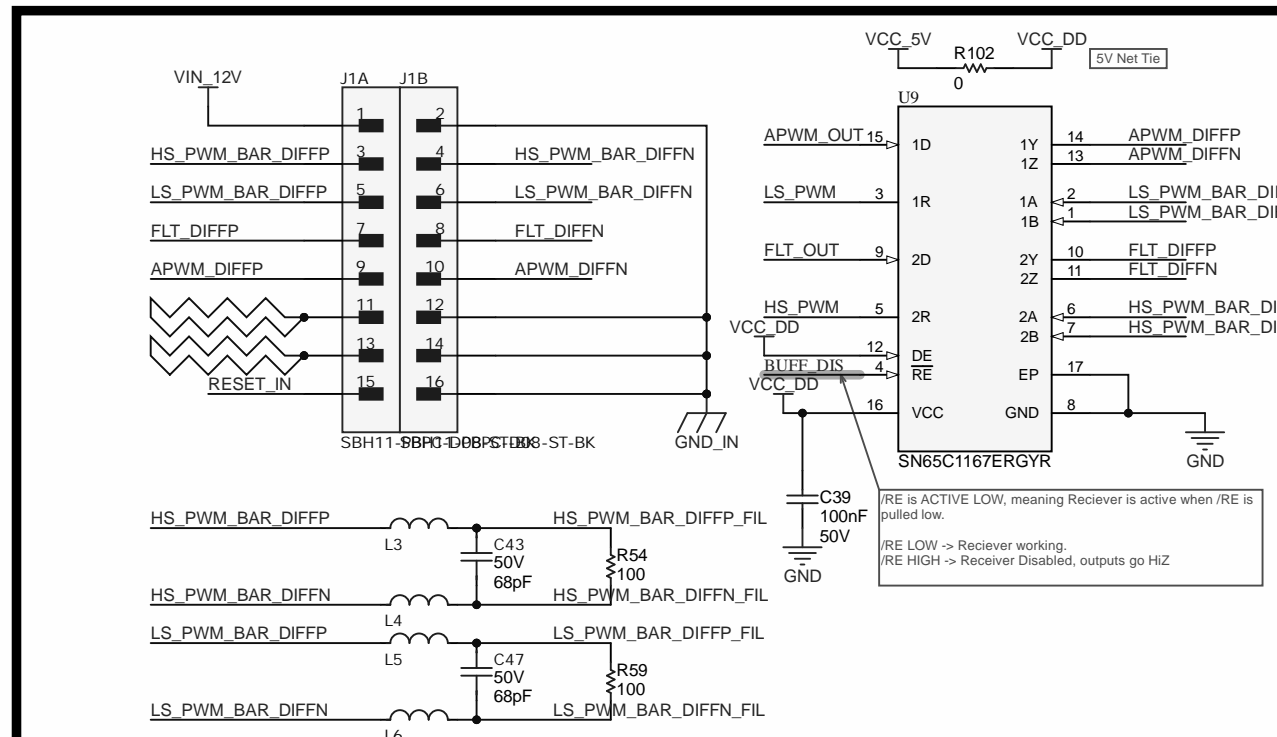 VCC_5V
VCC_DD
R102
0
5V Net Tie
VIN_12V
J1A
J1B
U9
1
2
HS_PWM_BAR_DIFFP
3
4
HS_PWM_BAR_DIFFN
LS_PWM_BAR_DIFFP
5
6
LS_PWM_BAR_DIFFN
FLT_DIFFP
7
8
FLT_DIFFN
APWM_DIFFP
9
10
APWM_DIFFN
11
12
13
14
RESET_IN
15
16
GND_IN
APWM_OUT
15
1D
1Y
14
APWM_DIFFP
1Z
13
APWM_DIFFN
LS_PWM
3
1R
1A
2
LS_PWM_BAR_DI
1B
1
LS_PWM_BAR_DI
FLT_OUT
9
2D
2Y
10
FLT_DIFFP
2Z
11
FLT_DIFFN
HS_PWM
5
2R
2A
6
HS_PWM_BAR_DI
2B
7
HS_PWM_BAR_DI
VCC_DD
12
DE
BUFF_DIS
4
RE
EP
17
VCC_DD
16
VCC
GND
8
SN65C1167ERGYR
GND
C39
100nF
50V
GND
/RE is ACTIVE LOW, meaning Reciever is active when /RE is
pulled low.
/RE LOW -> Reciever working.
/RE HIGH -> Receiver Disabled, outputs go HiZ
HS_PWM_BAR_DIFFP
L3
HS_PWM_BAR_DIFFP_FIL
C43
50V
68pF
R54
100
HS_PWM_BAR_DIFFN
L4
HS_PWM_BAR_DIFFN_FIL
LS_PWM_BAR_DIFFP
L5
LS_PWM_BAR_DIFFP_FIL
C47
50V
68pF
R59
100
LS_PWM_BAR_DIFFN
L6
LS_PWM_BAR_DIFFN_FIL